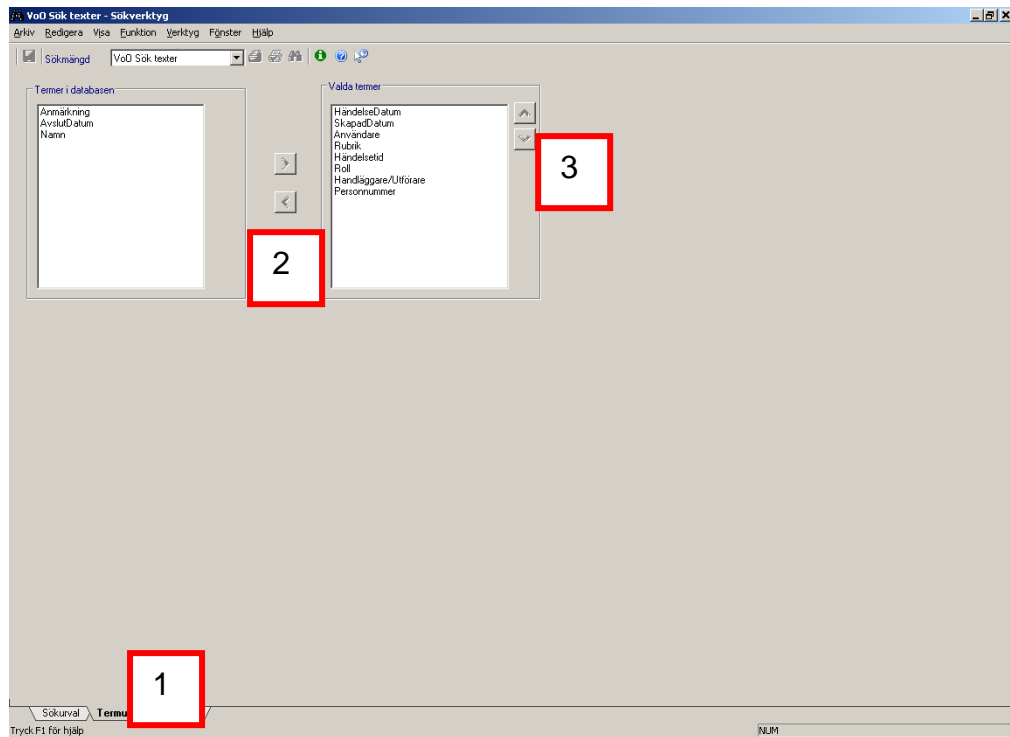 VoO Sök texter - Sökverktyg
Arkiv Redigera Visa Funktion Verktyg Fönster Hjälp
Sökmängd VoO Sök texter
Termer i databasen
Anmärkning
AvslutDatum
Namn
Valda termer
HändelseDatum
SkapadDatum
Användare
Rubrik
Händelsetid
Roll
Handläggare/Utförare
Personnummer
3
2
1
Sökurval Termu
Tryck F1 för hjälp NUM